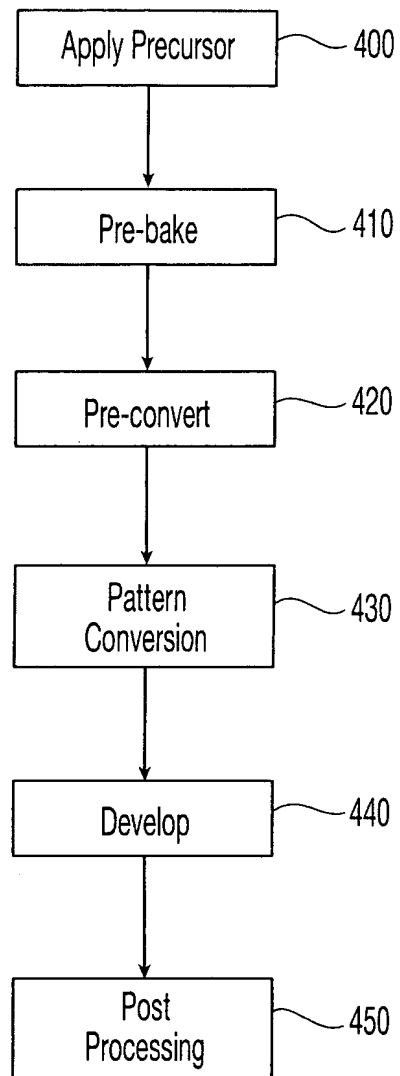 Apply Precursor 400
Pre-bake 410
Pre-convert 420
Pattern
Conversion 430
Develop 440
Post
Processing 450